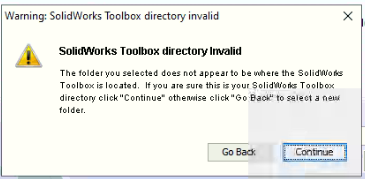 Warning: SolidWorks Toolbox directory invalid
SolidWorks Toolbox directory Invalid
The folder you selected does not appear to be where the SolidWorks
Toolbox is located. If you are sure this is your SolidWorks Toolbox
directory click "Continue" otherwise click "Go Back" to select a new
folder.
Go Back Continue